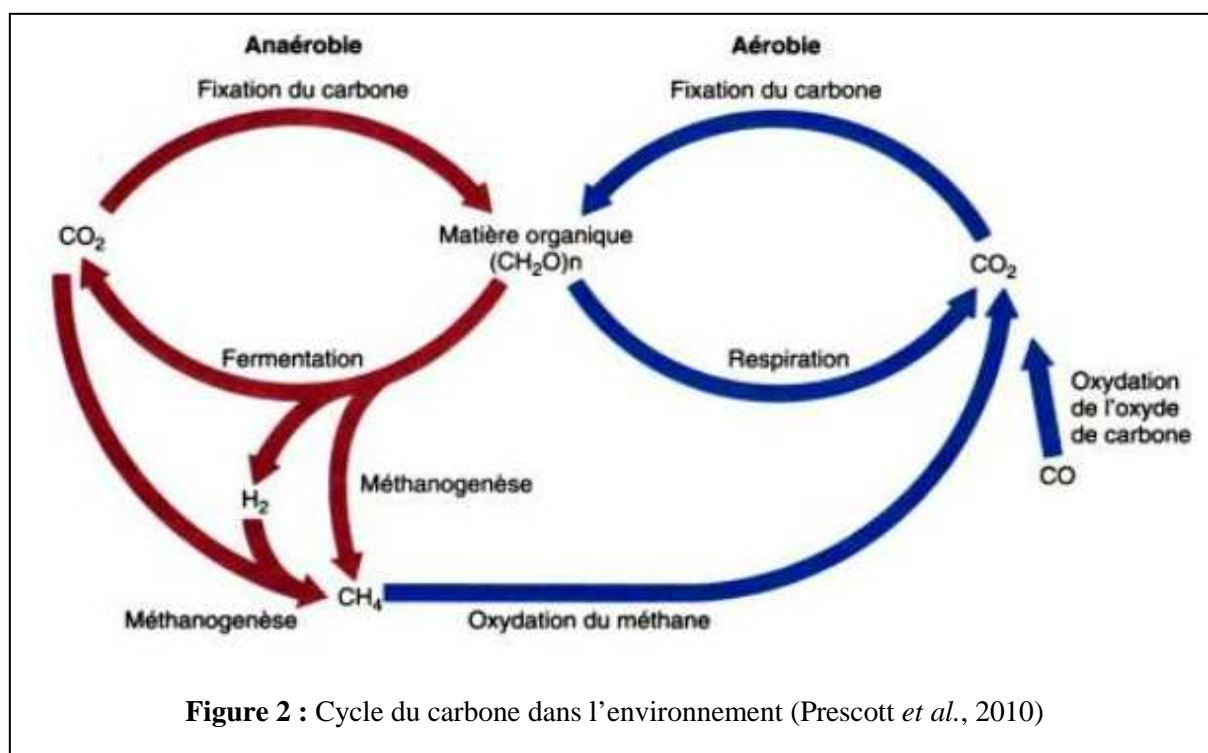 Anaérobie
Aérobie
Fixation du carbone
Fixation du carbone
CO₂
Matière organique
(CH₂O)n
CO₂
Fermentation
Respiration
Oxydation
de l'oxyde
de carbone
CO
H₂
Méthanogenèse
Méthanogenèse
CH₄
Oxydation du méthane
Figure 2 : Cycle du carbone dans l'environnement (Prescott et al., 2010)